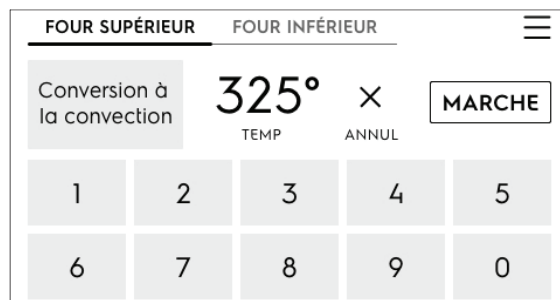 FOUR SUPÉRIEUR FOUR INFÉRIEUR
Conversion à
la convection
325°
TEMP
×
ANNUL
MARCHE
1 2 3 4 5
6 7 8 9 0